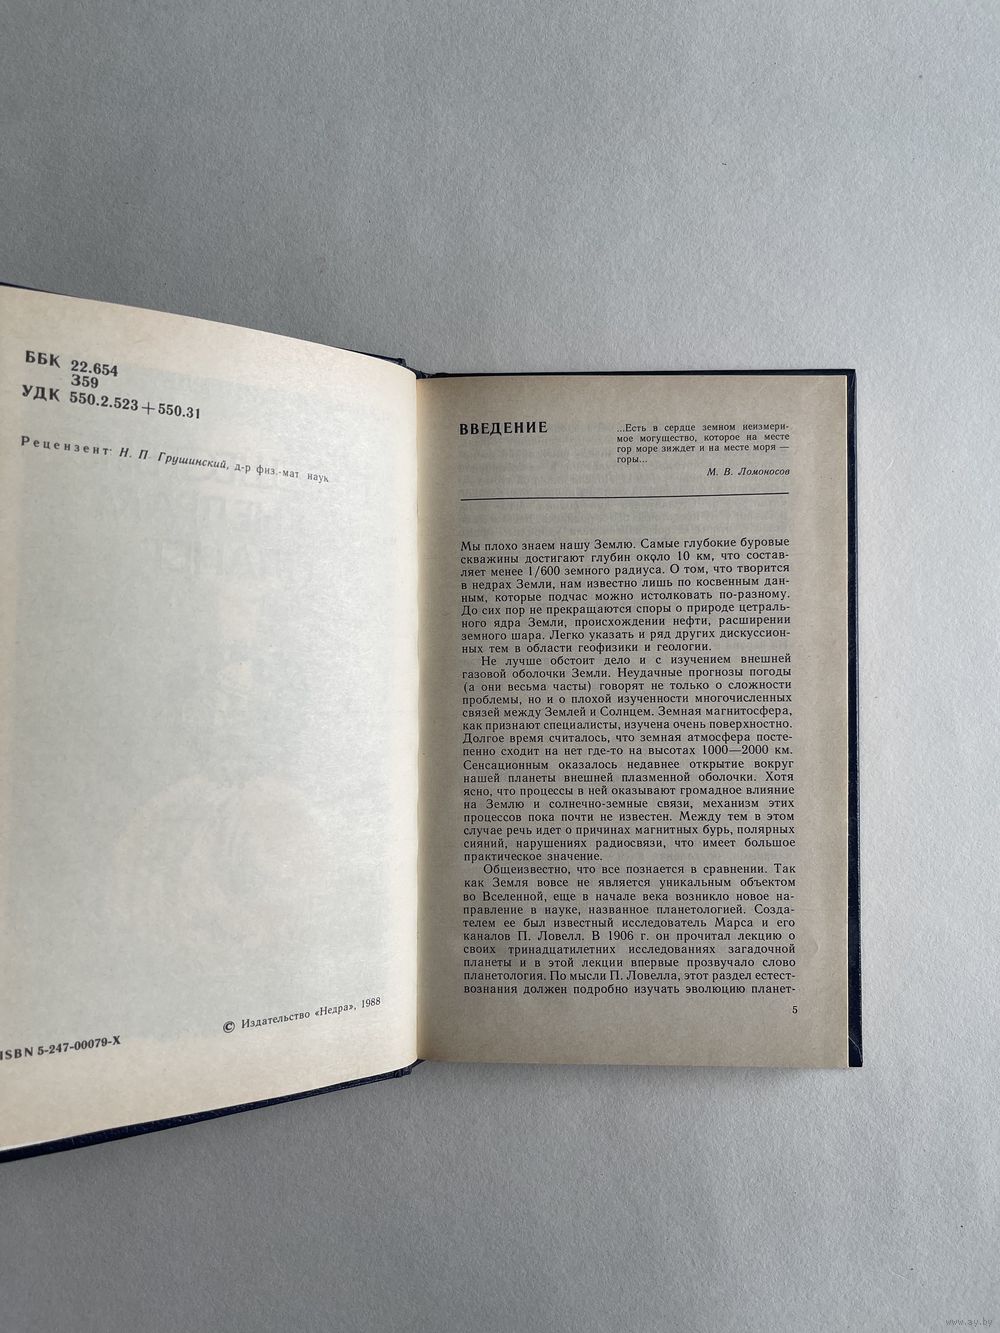 ББК 22.654
З59
УДК 550.2.523+550.31
Рецензент: Н. П. Грушинский, д-р физ.-мат наук
© Издательство «Недра», 1988
ISBN 5-247-00079-X
ВВЕДЕНИЕ
...Есть в сердце земном неизмери-
мое могущество, которое на месте
гор море зиждет и на месте моря —
горы...
М. В. Ломоносов
Мы плохо знаем нашу Землю. Самые глубокие буровые
скважины достигают глубин около 10 км, что состав-
ляет менее 1/600 земного радиуса. О том, что творится
в недрах Земли, нам известно лишь по косвенным дан-
ным, которые подчас можно истолковать по-разному.
До сих пор не прекращаются споры о природе цетраль-
ного ядра Земли, происхождении нефти, расширении
земного шара. Легко указать и ряд других дискуссион-
ных тем в области геофизики и геологии.
Не лучше обстоит дело и с изучением внешней
газовой оболочки Земли. Неудачные прогнозы погоды
(а они весьма часты) говорят не только о сложности
проблемы, но и о плохой изученности многочисленных
связей между Землей и Солнцем. Земная магнитосфера,
как признают специалисты, изучена очень поверхностно.
Долгое время считалось, что земная атмосфера посте-
пенно сходит на нет где-то на высотах 1000—2000 км.
Сенсационным оказалось недавнее открытие вокруг
нашей планеты внешней плазменной оболочки. Хотя
ясно, что процессы в ней оказывают громадное влияние
на Землю и солнечно-земные связи, механизм этих
процессов пока почти не известен. Между тем в этом
случае речь идет о причинах магнитных бурь, полярных
сияний, нарушениях радиосвязи, что имеет большое
практическое значение.
Общеизвестно, что все познается в сравнении. Так
как Земля вовсе не является уникальным объектом
во Вселенной, еще в начале века возникло новое на-
правление в науке, названное планетологией. Созда-
телем ее был известный исследователь Марса и его
каналов П. Ловелл. В 1906 г. он прочитал лекцию о
своих тринадцатилетних исследованиях загадочной
планеты и в этой лекции впервые прозвучало слово
планетология. По мысли П. Ловелла, этот раздел естест-
вознания должен подробно изучать эволюцию планет-
5
www.ay.by